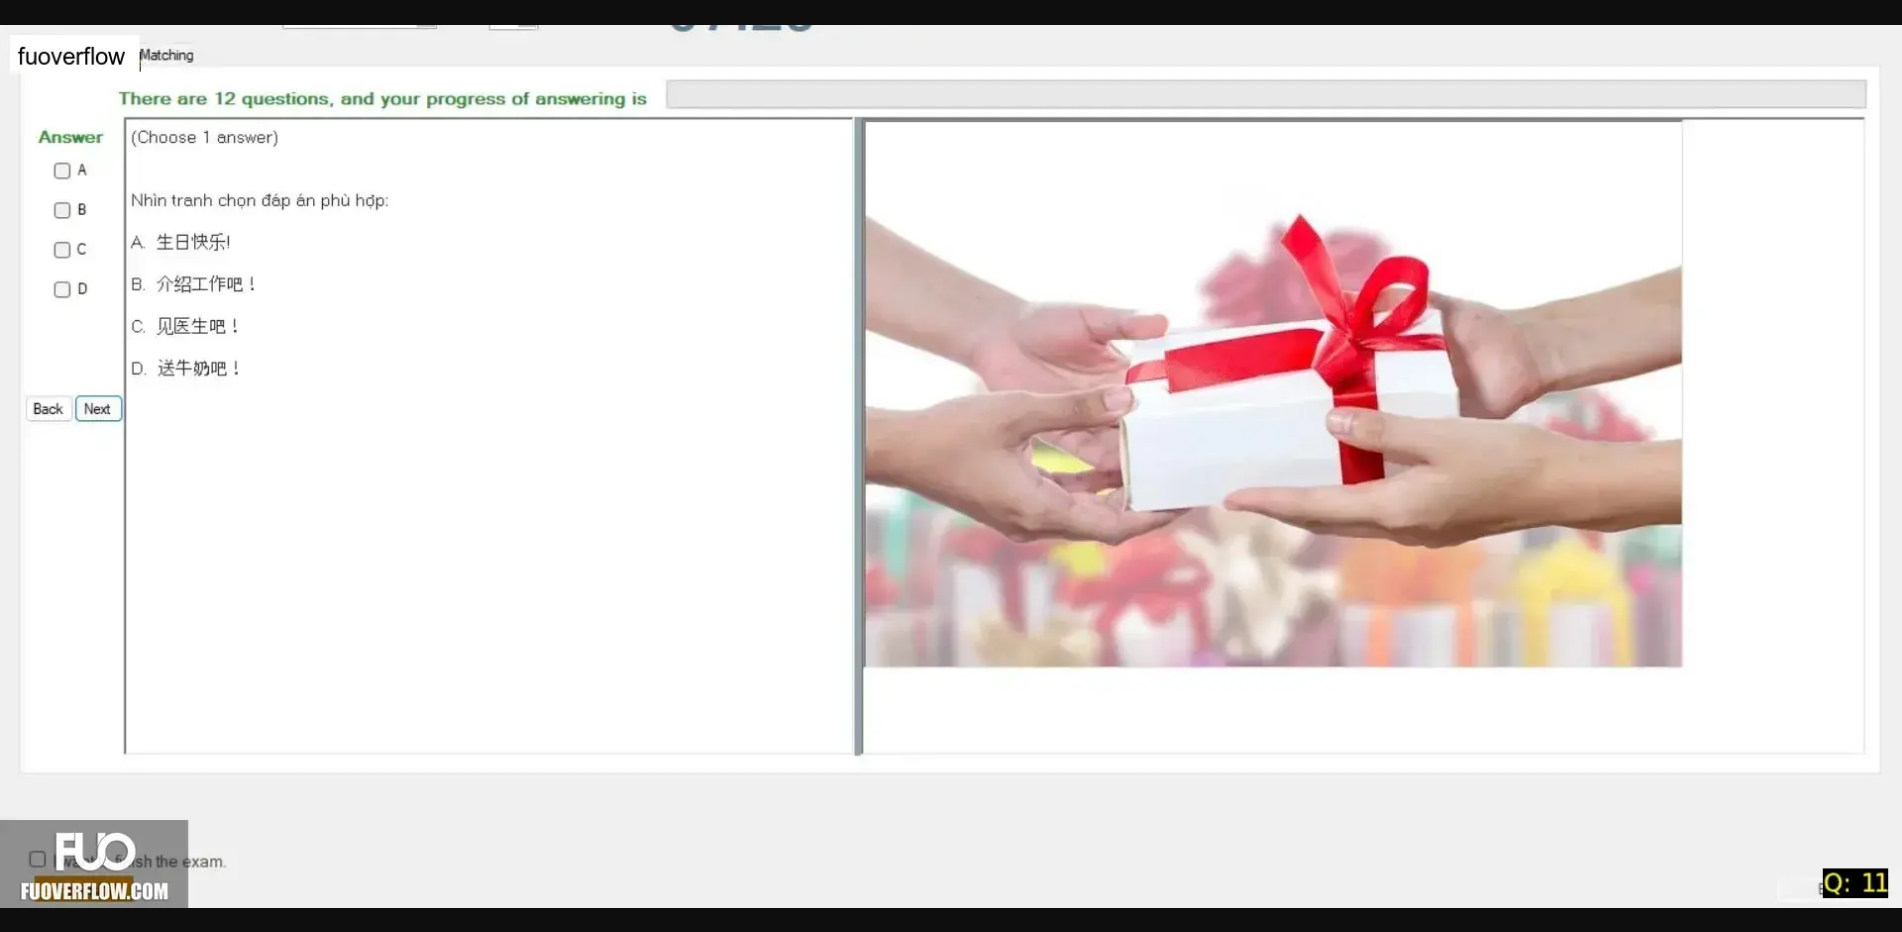 fuoverflow
Matching
There are 12 questions, and your progress of answering is
Answer
(Choose 1 answer)
A
B
C
D
Nhìn tranh chọn đáp án phù hợp:
A. 生日快乐!
B. 介绍工作吧！
C. 见医生吧！
D. 送牛奶吧！
Back
Next
FUO
sh the exam.
FUOVERFLOW.COM
Q: 11